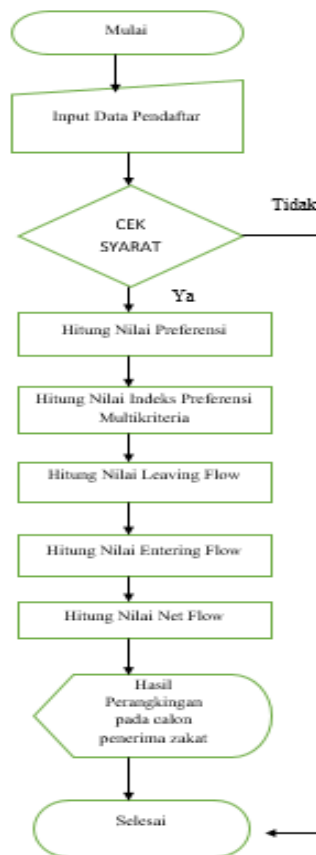 Mulai
Input Data Pendaftar
CEK
SYARAT
Tidak
Ya
Hitung Nilai Preferensi
Hitung Nilai Indeks Preferensi
Multikriteria
Hitung Nilai Leaving Flow
Hitung Nilai Entering Flow
Hitung Nilai Net Flow
Hasil
Perangkingan
pada calon
penerima zakat
Selesai